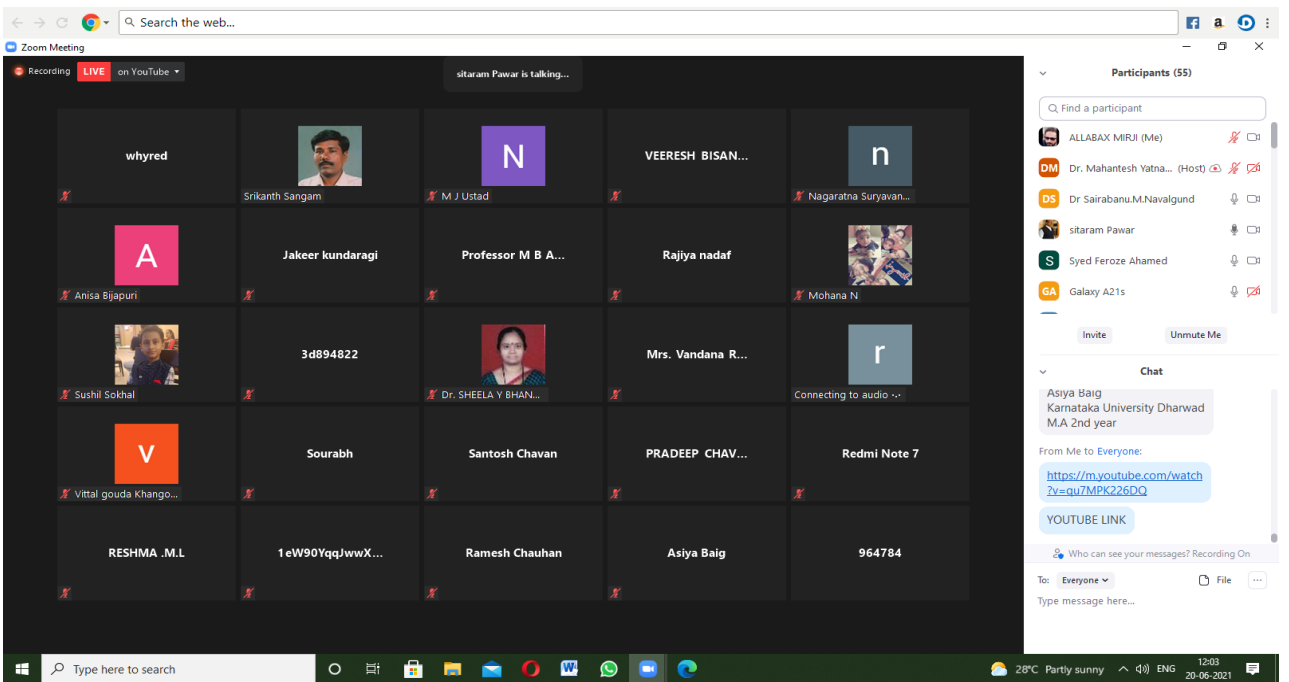 Search the web...
Zoom Meeting
Recording LIVE on YouTube
sitaram Pawar is talking...
whyred
Srikanth Sangam
N
M J Ustad
VEERESH BISAN...
n
Nagaratna Suryavan...
A
Anisa Bijapuri
Jakeer kundaragi
Professor M B A...
Rajiya nadaf
Mohana N
Sushil Sokhal
3d894822
Dr. SHEELA Y BHAN...
Mrs. Vandana R...
r
Connecting to audio
V
Vittal gouda Khango...
Sourabh
Santosh Chavan
PRADEEP CHAV...
Redmi Note 7
RESHMA .M.L
1eW90YqqJwwX...
Ramesh Chauhan
Asiya Baig
964784
Participants (55)
Find a participant
ALLABAX MIRJI (Me)
DM Dr. Mahantesh Yatna... (Host)
DS Dr Sairabanu.M.Navalgund
sitaram Pawar
S Syed Feroze Ahamed
GA Galaxy A21s
Invite Unmute Me
Chat
Asiya Baig
Karnataka University Dharwad
M.A 2nd year
From Me to Everyone:
https://m.youtube.com/watch
?v=qu7MPK226DQ
YOUTUBE LINK
Who can see your messages? Recording On
To: Everyone File
Type message here...
Type here to search
28°C Partly sunny ENG 12:03
20-06-2021